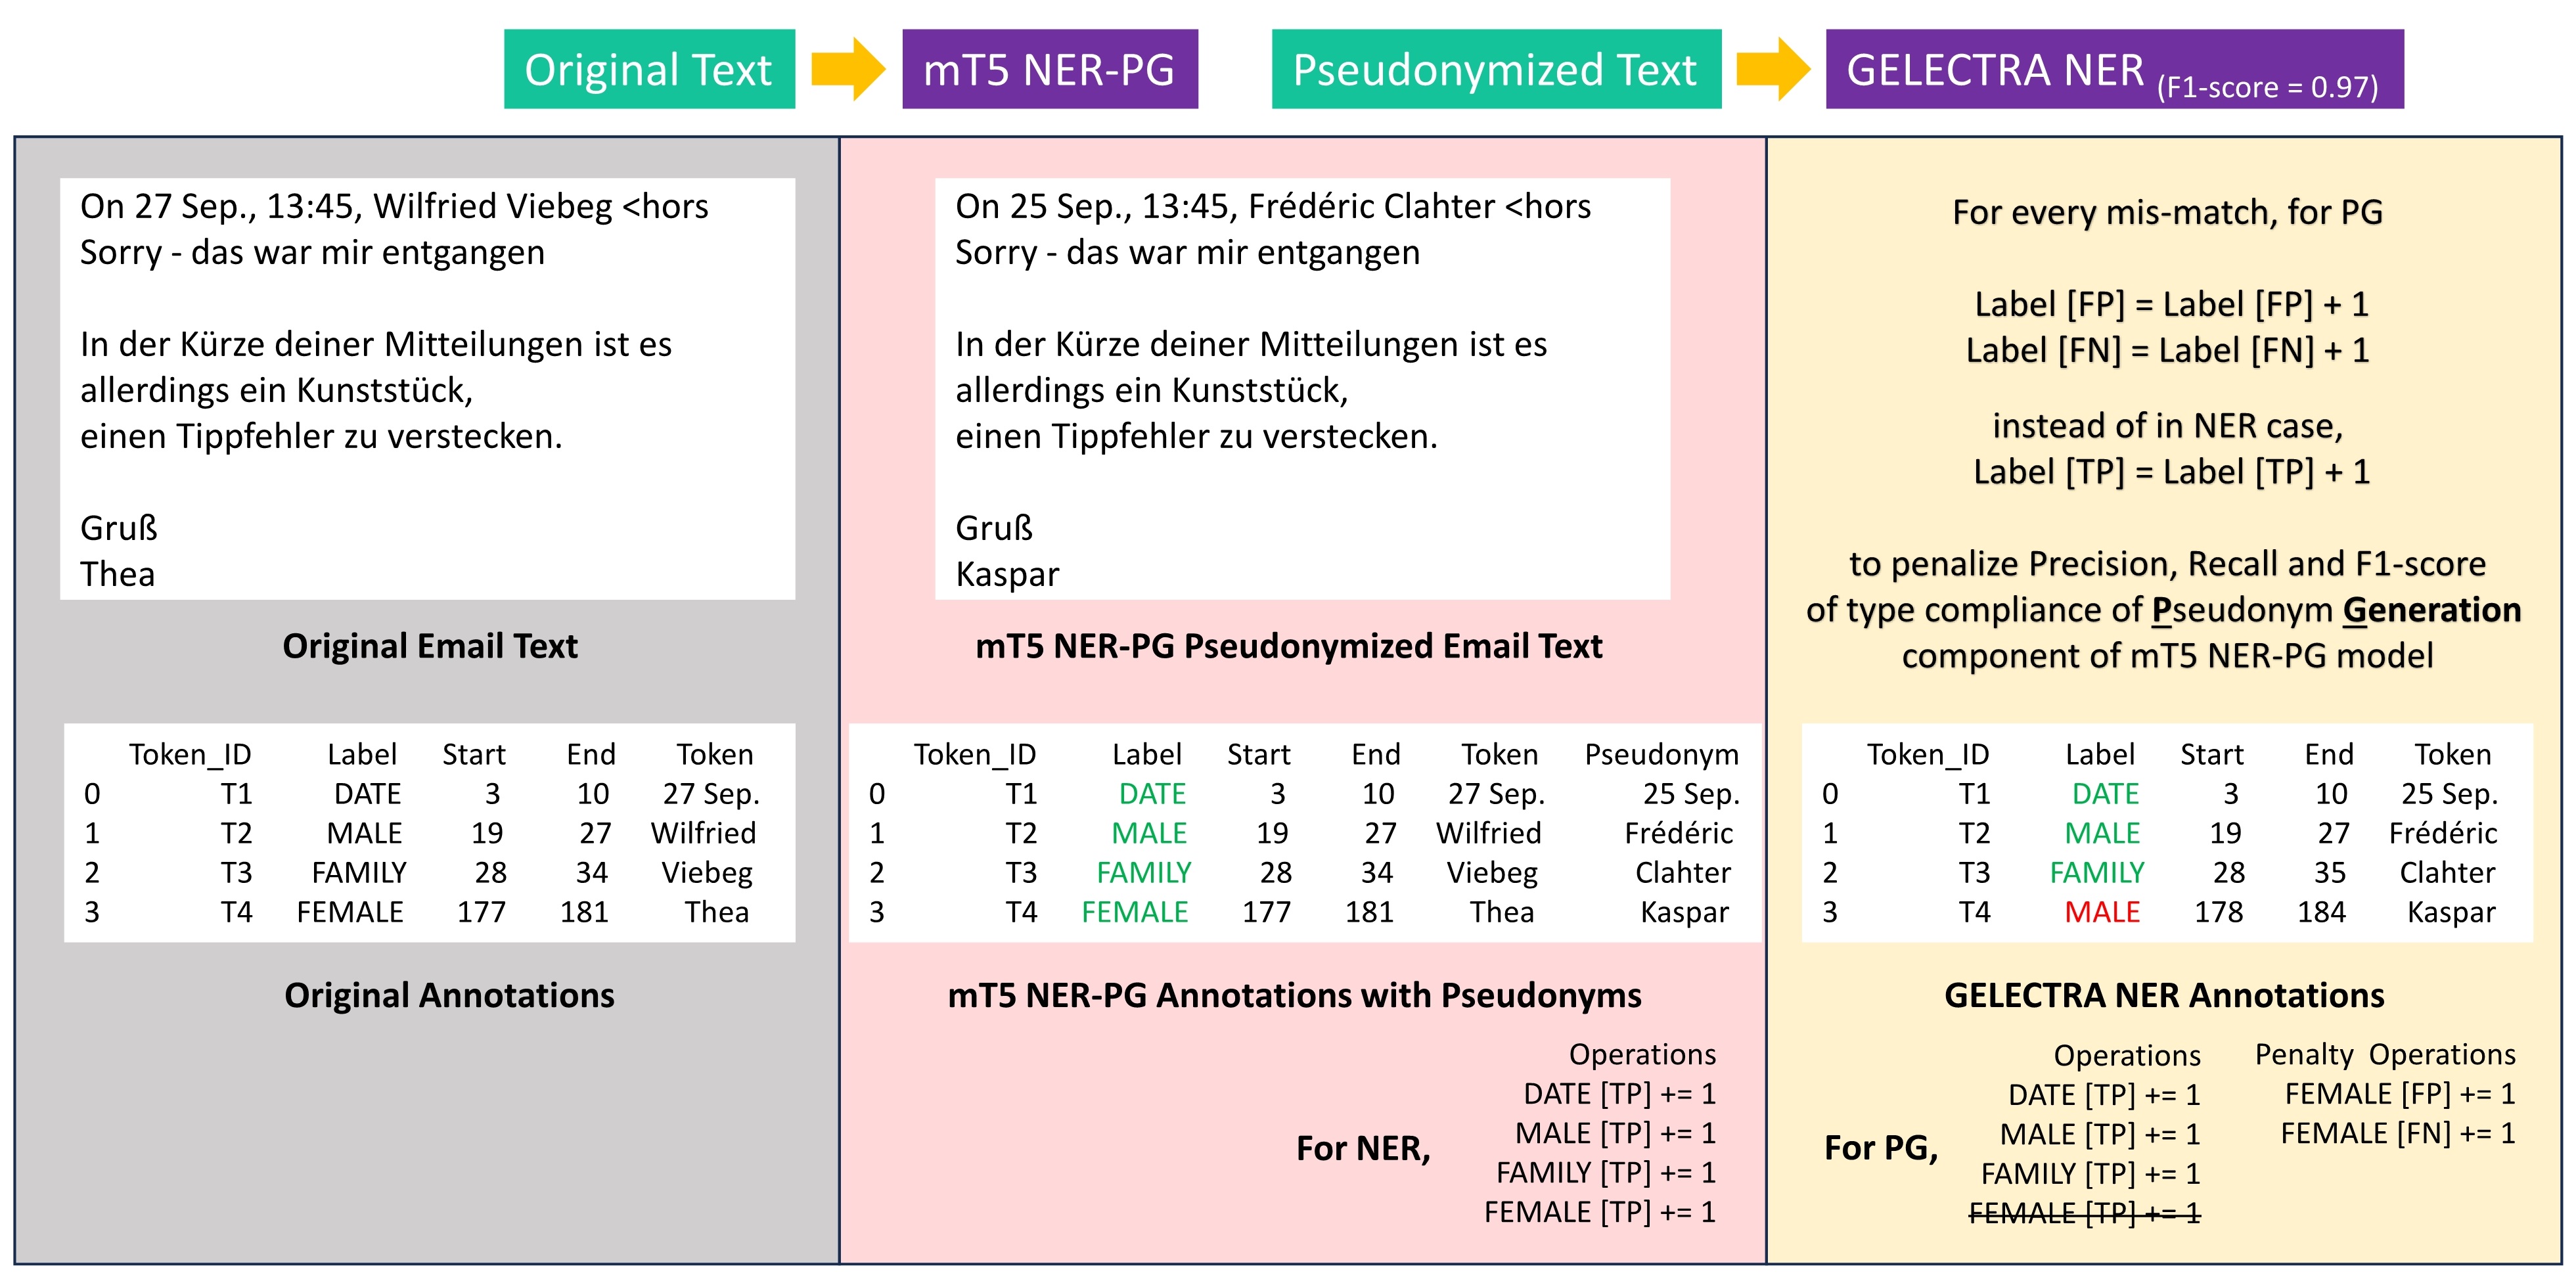 Original Text
mT5 NER-PG
Pseudonymized Text
GELECTRA NER (F1-score = 0.97)
On 27 Sep., 13:45, Wilfried Viebeg <hors
Sorry - das war mir entgangen
In der Kürze deiner Mitteilungen ist es
allerdings ein Kunststück,
einen Tippfehler zu verstecken.
Gruß
Thea
Original Email Text
Token_ID Label Start End Token
0 T1 DATE 3 10 27 Sep.
1 T2 MALE 19 27 Wilfried
2 T3 FAMILY 28 34 Viebeg
3 T4 FEMALE 177 181 Thea
Original Annotations
On 25 Sep., 13:45, Frédéric Clahter <hors
Sorry - das war mir entgangen
In der Kürze deiner Mitteilungen ist es
allerdings ein Kunststück,
einen Tippfehler zu verstecken.
Gruß
Kaspar
mT5 NER-PG Pseudonymized Email Text
Token_ID Label Start End Token Pseudonym
0 T1 DATE 3 10 27 Sep. 25 Sep.
1 T2 MALE 19 27 Wilfried Frédéric
2 T3 FAMILY 28 34 Viebeg Clahter
3 T4 FEMALE 177 181 Thea Kaspar
mT5 NER-PG Annotations with Pseudonyms
For NER,
Operations
DATE [TP] += 1
MALE [TP] += 1
FAMILY [TP] += 1
FEMALE [TP] += 1
For every mis-match, for PG
Label [FP] = Label [FP] + 1
Label [FN] = Label [FN] + 1
instead of in NER case,
Label [TP] = Label [TP] + 1
to penalize Precision, Recall and F1-score
of type compliance of Pseudonym Generation
component of mT5 NER-PG model
Token_ID Label Start End Token
0 T1 DATE 3 10 25 Sep.
1 T2 MALE 19 27 Frédéric
2 T3 FAMILY 28 35 Clahter
3 T4 MALE 178 184 Kaspar
GELECTRA NER Annotations
For PG,
Operations
DATE [TP] += 1
MALE [TP] += 1
FAMILY [TP] += 1
FEMALE [TP] += 1
Penalty Operations
FEMALE [FP] += 1
FEMALE [FN] += 1